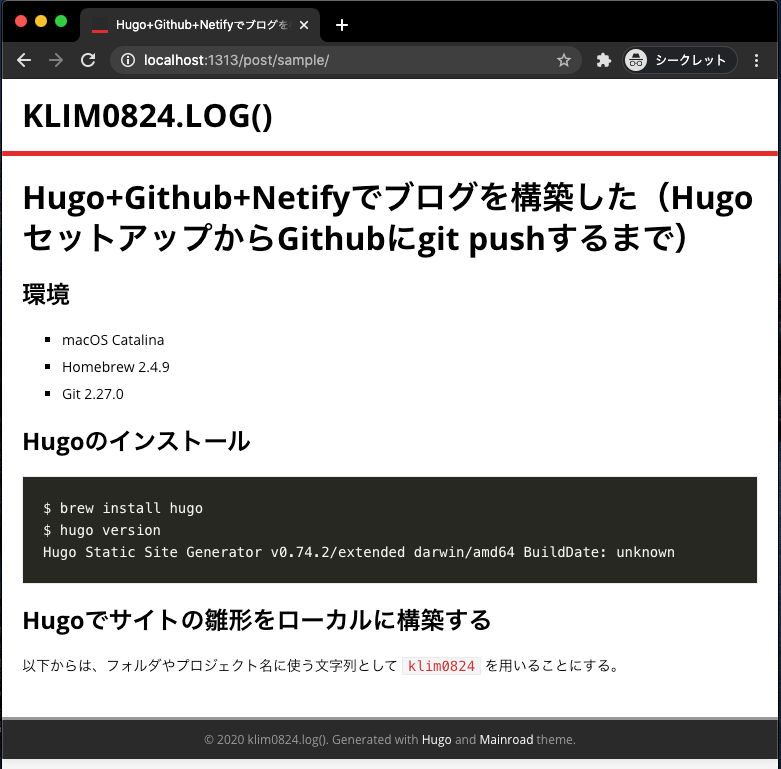 Hugo+Github+Netifyでブログを
localhost:1313/post/sample/
シークレット
KLIM0824.LOG()
Hugo+Github+Netifyでブログを構築した（Hugo
セットアップからGithubにgit pushするまで）
環境
macOS Catalina
Homebrew 2.4.9
Git 2.27.0
Hugoのインストール
$ brew install hugo
$ hugo version
Hugo Static Site Generator v0.74.2/extended darwin/amd64 BuildDate: unknown
Hugoでサイトの雛形をローカルに構築する
以下からは、フォルダやプロジェクト名に使う文字列として klim0824 を用いることにする。
© 2020 klim0824.log(). Generated with Hugo and Mainroad theme.